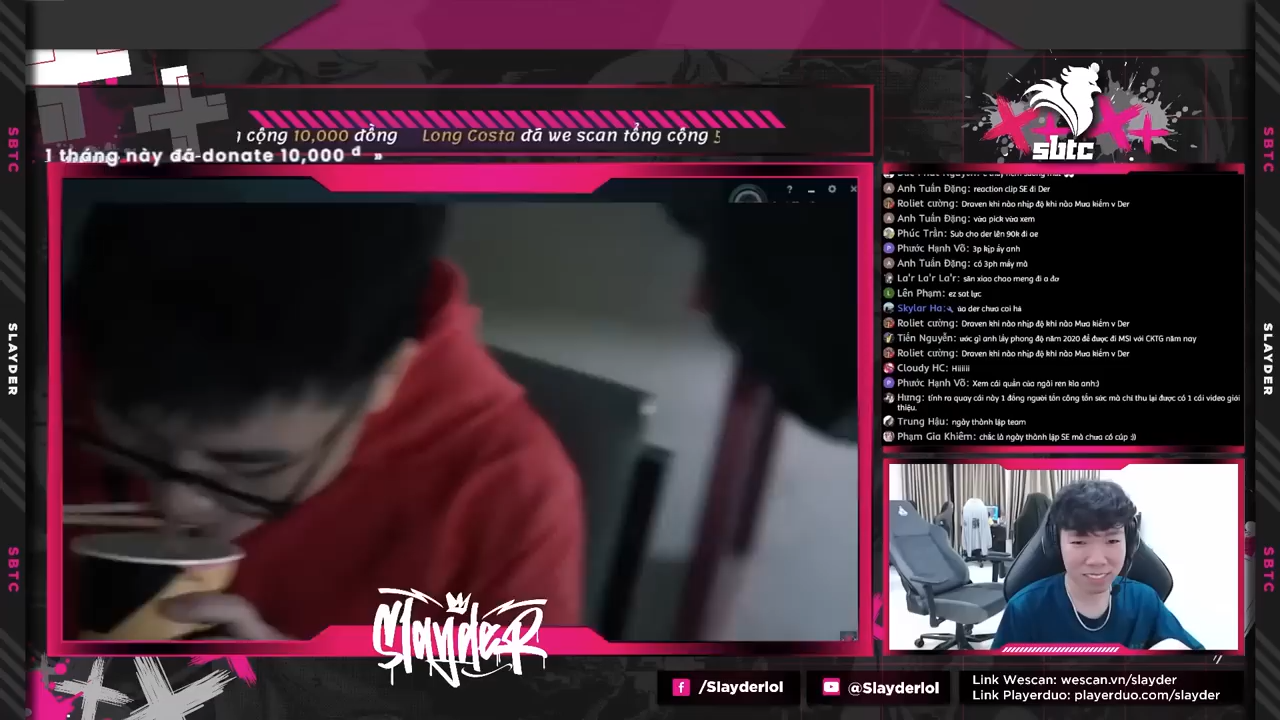 cộng 10,000 đồng Long Costa đã we scan tổng cộng
1 tháng này đã donate 10,000 đ »
sbtc
SBTC
SLAYDER
SBTC
? _ x
Anh Tuấn Đặng: reaction clip SE đi Der
Roliet cường: Draven khi nào nhịp độ khi nào Mưa kiếm v Der
Anh Tuấn Đặng: vừa pick vừa xem
Phúc Trần: Sub cho der lên 90k đi ae
Phước Hạnh Võ: 3p kịp ấy anh
Anh Tuấn Đặng: có 3ph mấy mà
La'r La'r La'r: săn xiao chao meng đi a đơ
Lên Phạm: ez sat lực
Skylar Ha: úa der chưa coi hả
Roliet cường: Draven khi nào nhịp độ khi nào Mưa kiếm v Der
Tiến Nguyễn: ước gì anh lấy phong độ năm 2020 để được đi MSI với CKTG năm nay
Roliet cường: Draven khi nào nhịp độ khi nào Mưa kiếm v Der
Cloudy HC: Hiiiiii
Phước Hạnh Võ: Xem cái quần của ngài ren kìa anh:)
Hưng: tính ra quay cái này 1 đống người tốn công tốn sức mà chỉ thu lại được có 1 cái video giới
thiệu.
Trung Hậu: ngày thành lập team
Phạm Gia Khiêm: chắc là ngày thành lập SE mà chưa có cúp :))
SBTC
SLAYDER
SBTC
SlaydeR
/Slayderlol
@Slayderlol
Link Wescan: wescan.vn/slayder
Link Playerduo: playerduo.com/slayder